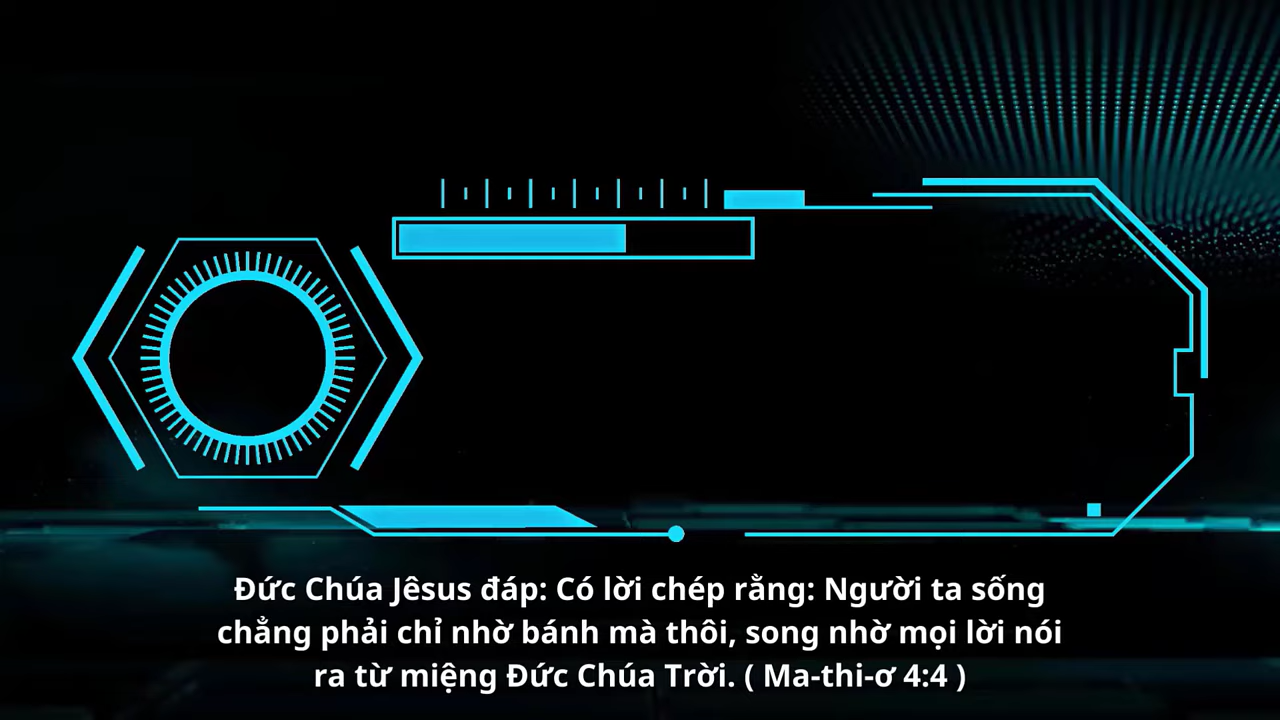 Đức Chúa Jêsus đáp: Có lời chép rằng: Người ta sống
chẳng phải chỉ nhờ bánh mà thôi, song nhờ mọi lời nói
ra từ miệng Đức Chúa Trời. ( Ma-thi-ơ 4:4 )